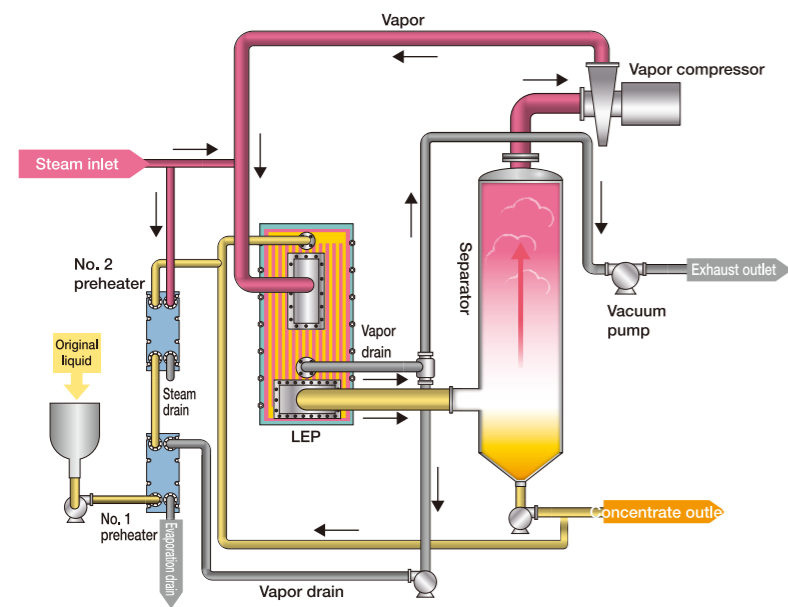 Vapor
Vapor compressor
Steam inlet
No. 2
preheater
Separator
Exhaust outlet
Vacuum
pump
Original
liquid
Vapor
drain
Steam
drain
LEP
No. 1
preheater
Evaporation drain
Concentrate outle
Vapor drain